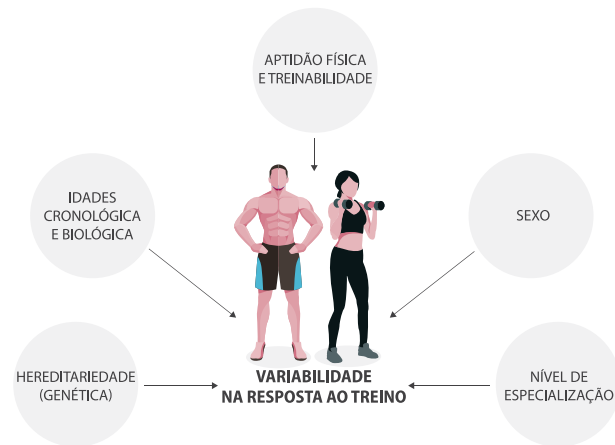 APTIDÃO FÍSICA
E TREINABILIDADE
IDADES
CRONOLÓGICA
E BIOLÓGICA
SEXO
HEREDITARIEDADE
(GENÉTICA)
VARIABILIDADE
NA RESPOSTA AO TREINO
NÍVEL DE
ESPECIALIZAÇÃO